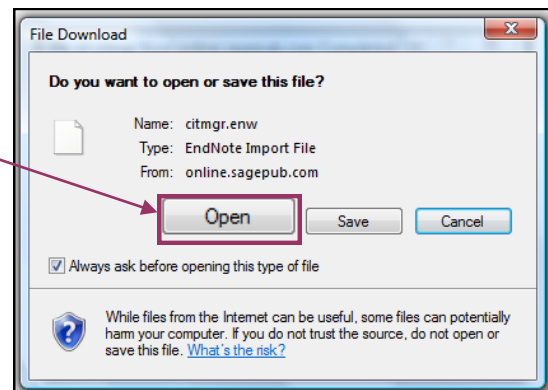 File Download
Do you want to open or save this file?
Name: citmgr.enw
Type: EndNote Import File
From: online.sagepub.com
Open Save Cancel
Always ask before opening this type of file
While files from the Internet can be useful, some files can potentially
harm your computer. If you do not trust the source, do not open or
save this file. What's the risk?